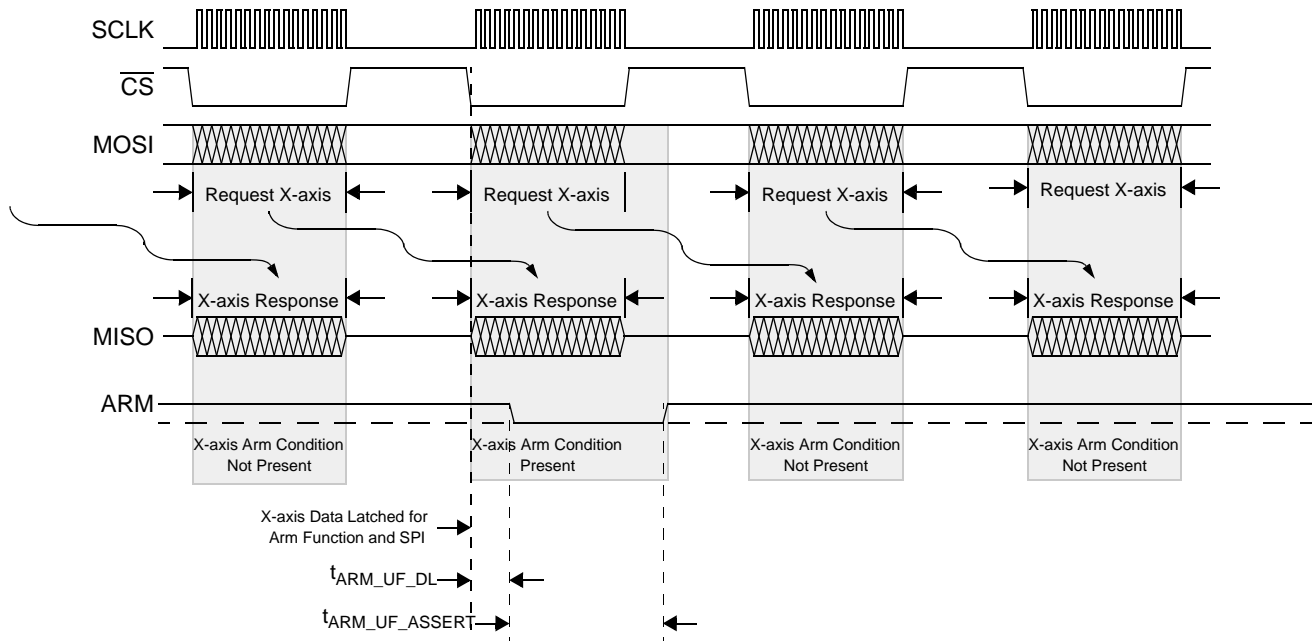 SCLK
CS
MOSI
Request X-axis
Request X-axis
Request X-axis
Request X-axis
X-axis Response
X-axis Response
X-axis Response
X-axis Response
MISO
ARM
X-axis Arm Condition
Not Present
X-axis Arm Condition
Present
X-axis Arm Condition
Not Present
X-axis Arm Condition
Not Present
X-axis Data Latched for
Arm Function and SPI
tARM_UF_DL
tARM_UF_ASSERT